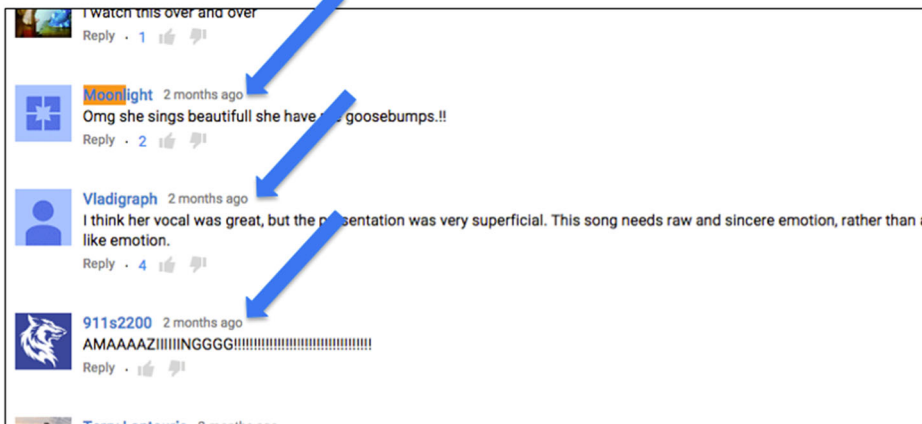 I watch this over and over
Reply · 1
Moonlight 2 months ago
Omg she sings beautifull she have goosebumps.!!
Reply · 2
Vladigraph 2 months ago
I think her vocal was great, but the presentation was very superficial. This song needs raw and sincere emotion, rather than
like emotion.
Reply · 4
911s2200 2 months ago
AMAAAAZIIIIIINGGGG!!!!!!!!!!!!!!!!!!!!!!!!!!!!!!!!!!!
Reply ·